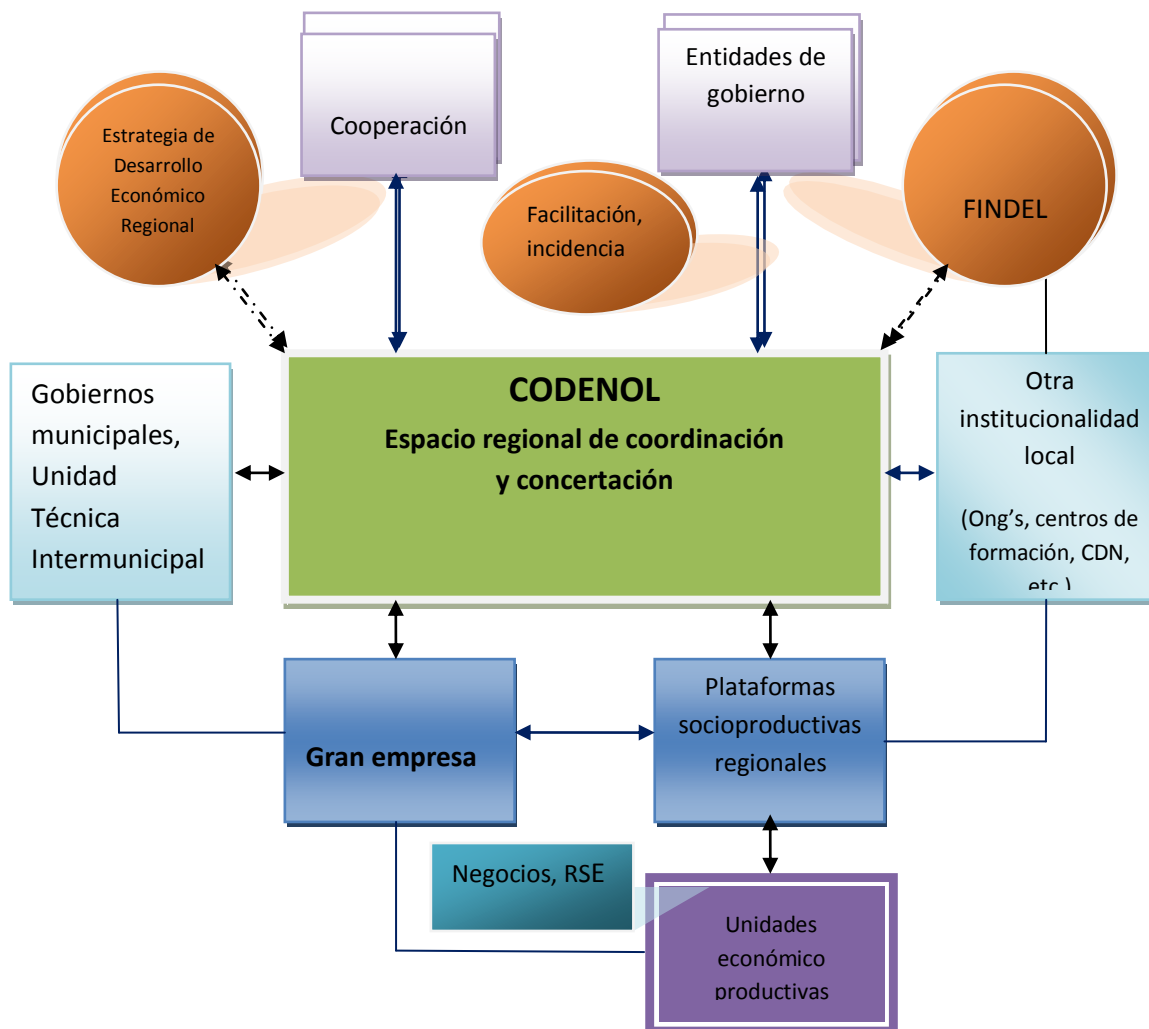 Cooperación
Entidades de
gobierno
Estrategia de
Desarrollo
Económico
Regional
Facilitación,
incidencia
FINDEL
Gobiernos
municipales,
Unidad
Técnica
Intermunicipal
CODENOL
Espacio regional de coordinación
y concertación
Otra
institucionalidad
local
(Ong's, centros de
formación, CDN,
etc.)
Gran empresa
Plataformas
socioproductivas
regionales
Negocios, RSE
Unidades
económico
productivas